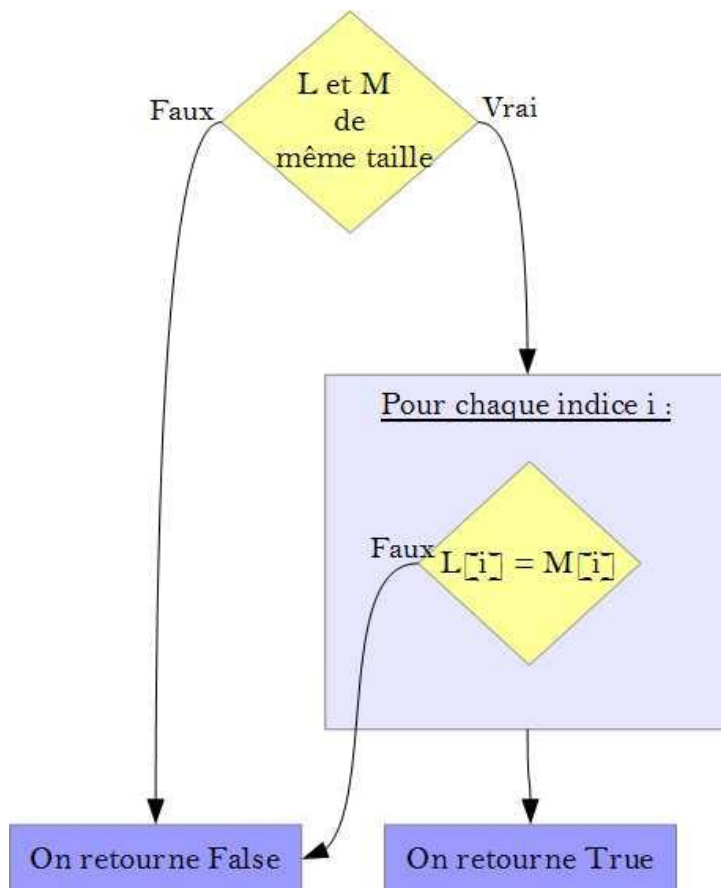 L et M
de
même taille
Faux
Vrai
Pour chaque indice i :
Faux
L[i] = M[i]
On retourne False
On retourne True